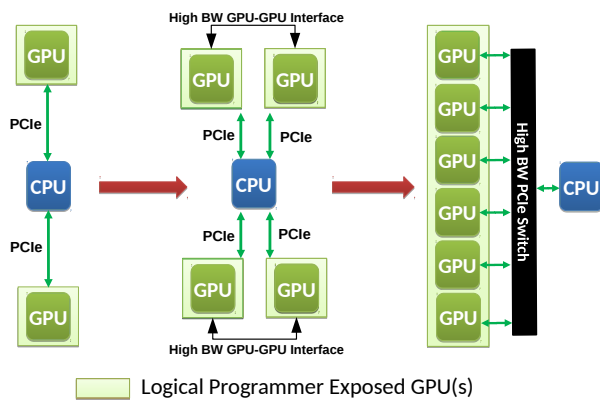 High BW GPU-GPU Interface
GPU
PCIe
CPU
PCIe
GPU
GPU
GPU
PCIe
PCIe
CPU
PCIe
PCIe
GPU
GPU
High BW GPU-GPU Interface
GPU
GPU
GPU
GPU
GPU
GPU
High BW PCIe Switch
CPU
Logical Programmer Exposed GPU(s)